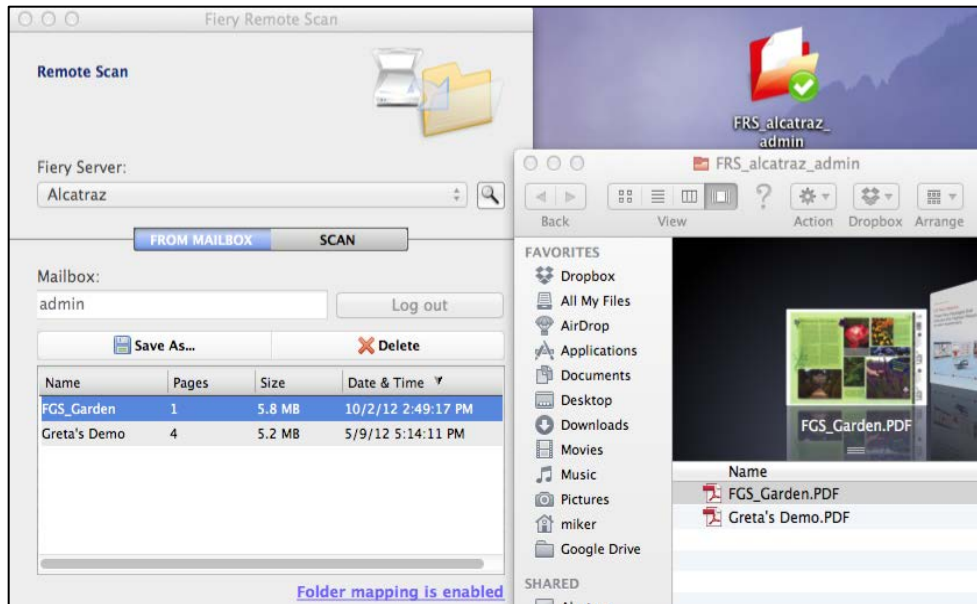 Fiery Remote Scan
Remote Scan
Fiery Server:
Alcatraz
FROM MAILBOX SCAN
Mailbox:
admin
Log out
Save As... Delete
Name Pages Size Date & Time
FGS_Garden 1 5.8 MB 10/2/12 2:49:17 PM
Greta's Demo 4 5.2 MB 5/9/12 5:14:11 PM
Folder mapping is enabled
FRS_alcatraz_
admin
FRS_alcatraz_admin
Back View Action Dropbox Arrange
FAVORITES
Dropbox
All My Files
AirDrop
Applications
Documents
Desktop
Downloads
Movies
Music
Pictures
miker
Google Drive
SHARED
FGS_Garden.PDF
Name
FGS_Garden.PDF
Greta's Demo.PDF